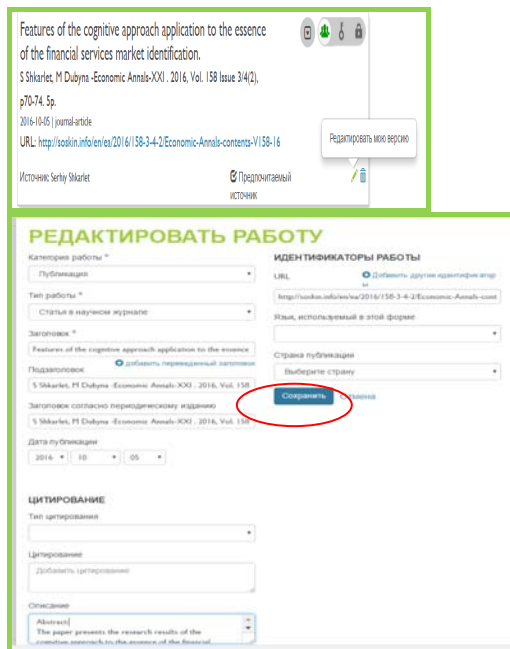 Features of the cognitive approach application to the essence
of the financial services market identification.
S Shkarlet, M Dubyna -Economic Annals-XXI . 2016, Vol. 158 Issue 3/4(2),
p70-74. 5p.
2016-10-05 | journal-article
URL: http://soskin.info/en/ea/2016/158-3-4-2/Economic-Annals-contents-V158-16
Редактировать мою версию
Источник: Serhiy Shkarlet
Предпочитаемый
источник
РЕДАКТИРОВАТЬ РАБОТУ
Категория работы *
Публикация
Тип работы *
Статья в научном журнале
Заголовок *
Features of the cognitive approach application to the essence
Добавить переведенный заголовок
Подзаголовок
S Shkarlet, M Dubyna -Economic Annals-XXI . 2016, Vol. 158
Заголовок согласно периодическому изданию
S Shkarlet, M Dubyna -Economic Annals-XXI . 2016, Vol. 158
Дата публикации
2016 10 05
ЦИТИРОВАНИЕ
Тип цитирования
Цитирование
Добавить цитирование
Описание
Abstract
The paper presents the research results of the
cognitive approach to the essence of the financial
ИДЕНТИФИКАТОРЫ РАБОТЫ
URL
Добавить другие идентификатор
ы
http://soskin.info/en/ea/2016/158-3-4-2/Economic-Annals-cont
Язык, используемый в этой форме
Страна публикации
Выберите страну
Сохранить Отмена